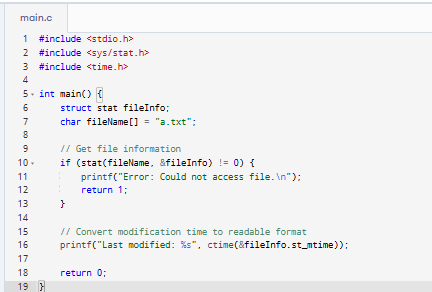 main.c
1 #include <stdio.h>
2 #include <sys/stat.h>
3 #include <time.h>
4
5 int main() {
6     struct stat fileInfo;
7     char fileName[] = "a.txt";
8
9     // Get file information
10     if (stat(fileName, &fileInfo) != 0) {
11         printf("Error: Could not access file.\n");
12         return 1;
13     }
14
15     // Convert modification time to readable format
16     printf("Last modified: %s", ctime(&fileInfo.st_mtime));
17
18     return 0;
19 }